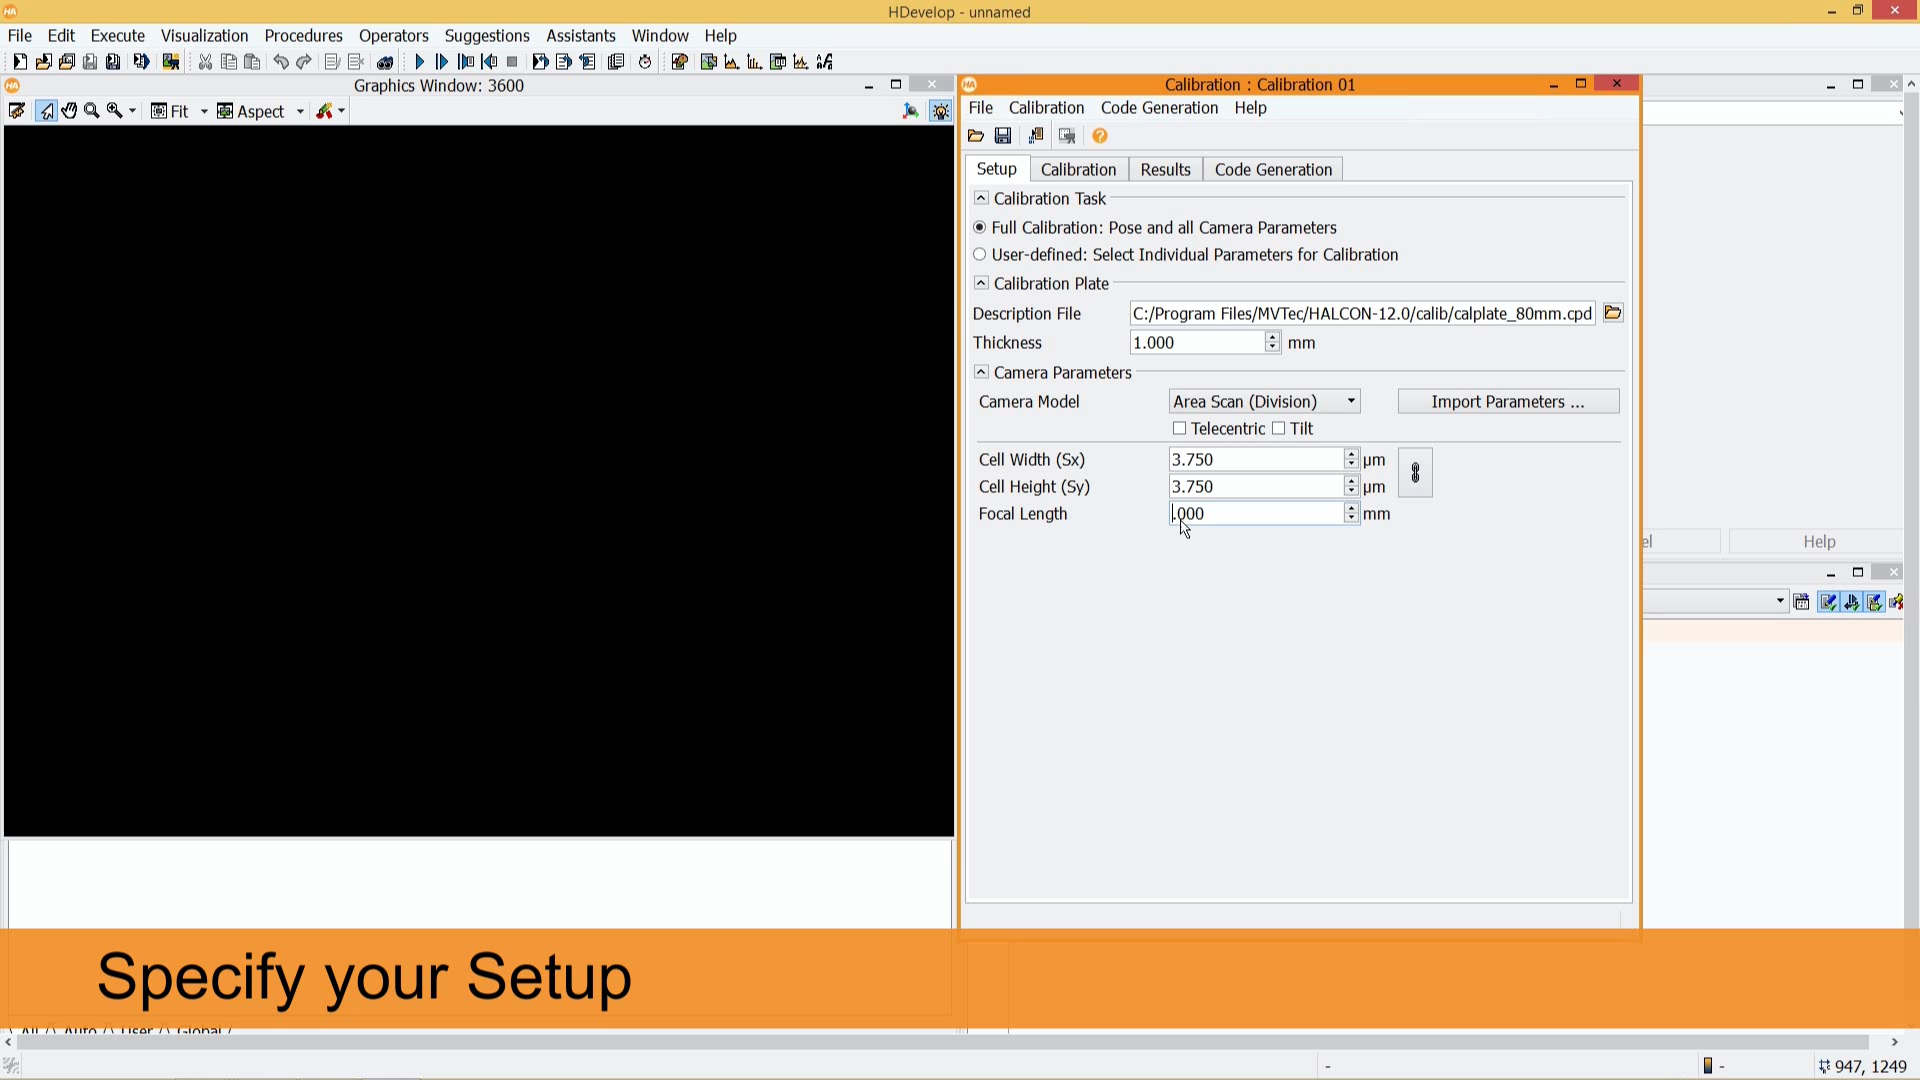 HDevelop - unnamed
File Edit Execute Visualization Procedures Operators Suggestions Assistants Window Help
Graphics Window: 3600
Calibration : Calibration 01
Fit Aspect
File Calibration Code Generation Help
Setup Calibration Results Code Generation
Calibration Task
Full Calibration: Pose and all Camera Parameters
User-defined: Select Individual Parameters for Calibration
Calibration Plate
Description File C:/Program Files/MVTec/HALCON-12.0/calib/calplate_80mm.cpd
Thickness 1.000 mm
Camera Parameters
Camera Model Area Scan (Division) Import Parameters ...
Telecentric Tilt
Cell Width (Sx) 3.750 µm
Cell Height (Sy) 3.750 µm
Focal Length .000 mm
el Help
Specify your Setup
All Auto User Global
- - 947, 1249